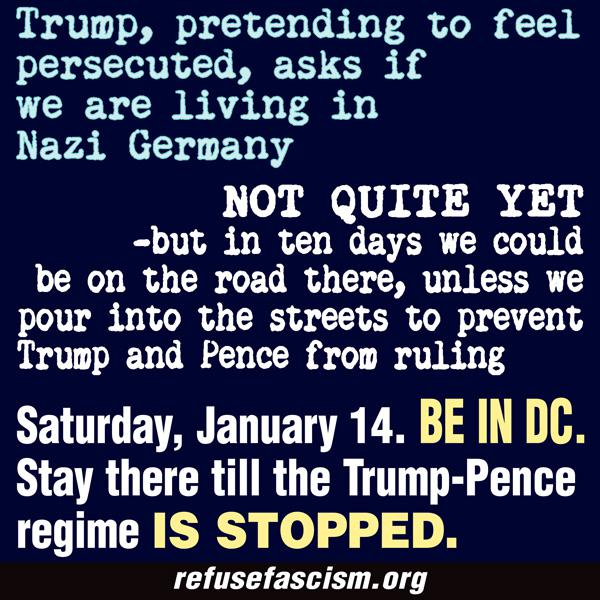 Trump, pretending to feel
persecuted, asks if
we are living in
Nazi Germany
NOT QUITE YET
-but in ten days we could
be on the road there, unless we
pour into the streets to prevent
Trump and Pence from ruling
Saturday, January 14. BE IN DC.
Stay there till the Trump-Pence
regime IS STOPPED.
refusefascism.org